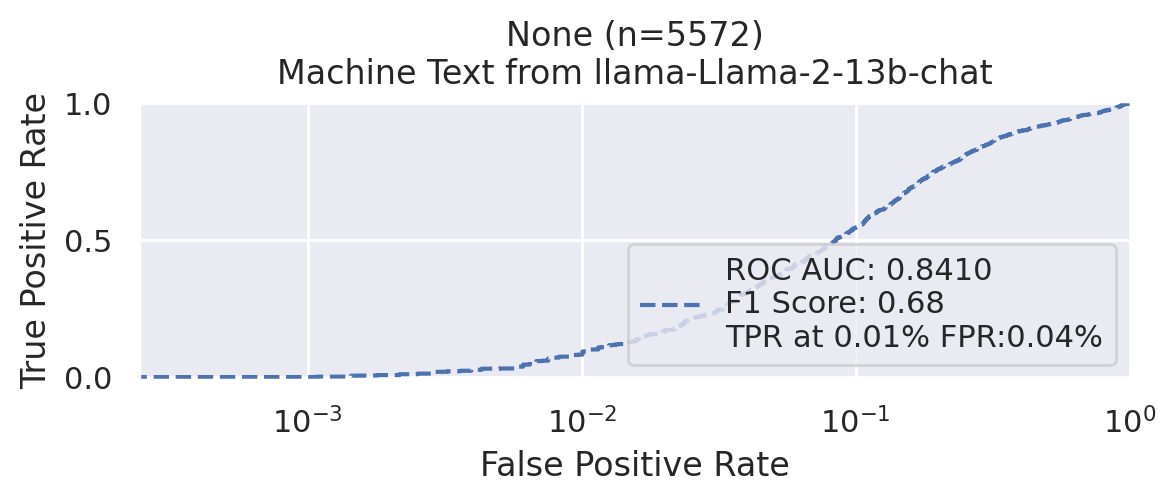 None (n=5572)
Machine Text from llama-Llama-2-13b-chat
True Positive Rate
1.0
0.5
0.0
ROC AUC: 0.8410
F1 Score: 0.68
TPR at 0.01% FPR:0.04%
10⁻³
10⁻²
10⁻¹
10⁰
False Positive Rate